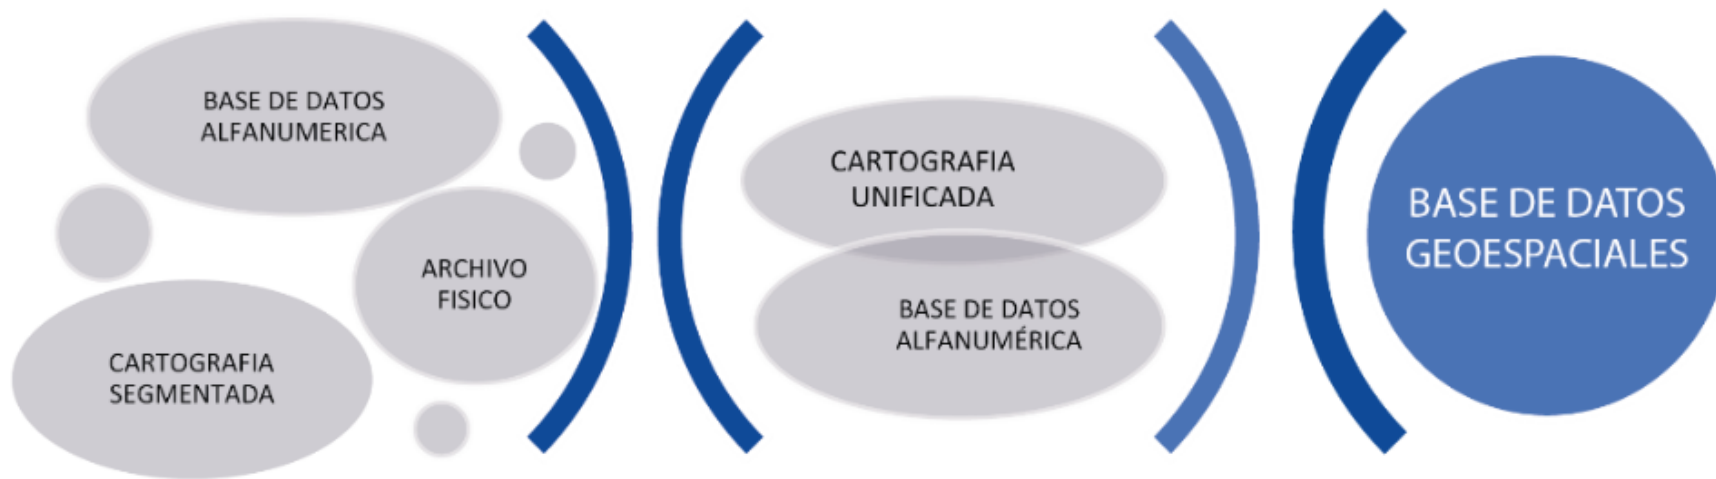 BASE DE DATOS
ALFANUMERICA
ARCHIVO
FISICO
CARTOGRAFIA
SEGMENTADA
CARTOGRAFIA
UNIFICADA
BASE DE DATOS
ALFANUMÉRICA
BASE DE DATOS
GEOESPACIALES